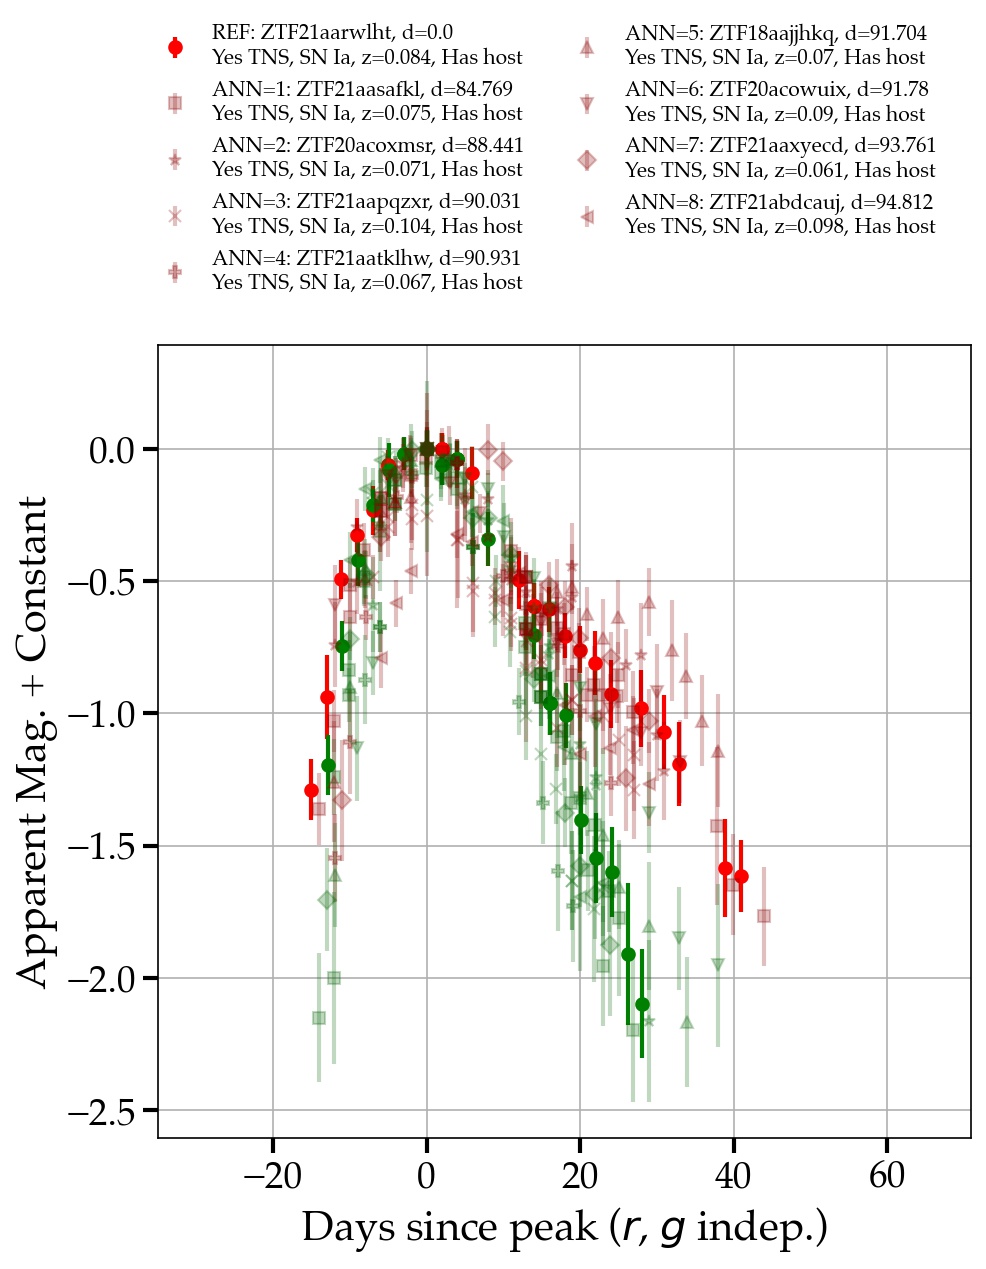 REF: ZTF21aarwlht, d=0.0
Yes TNS, SN Ia, z=0.084, Has host
ANN=1: ZTF21aasafkl, d=84.769
Yes TNS, SN Ia, z=0.075, Has host
ANN=2: ZTF20acoxmsr, d=88.441
Yes TNS, SN Ia, z=0.071, Has host
ANN=3: ZTF21aapqzxr, d=90.031
Yes TNS, SN Ia, z=0.104, Has host
ANN=4: ZTF21aatklhw, d=90.931
Yes TNS, SN Ia, z=0.067, Has host
ANN=5: ZTF18aajjhkq, d=91.704
Yes TNS, SN Ia, z=0.07, Has host
ANN=6: ZTF20acowuix, d=91.78
Yes TNS, SN Ia, z=0.09, Has host
ANN=7: ZTF21aaxyecd, d=93.761
Yes TNS, SN Ia, z=0.061, Has host
ANN=8: ZTF21abdcauj, d=94.812
Yes TNS, SN Ia, z=0.098, Has host
Apparent Mag. + Constant
0.0
−0.5
−1.0
−1.5
−2.0
−2.5
−20
0
20
40
60
Days since peak (r, g indep.)